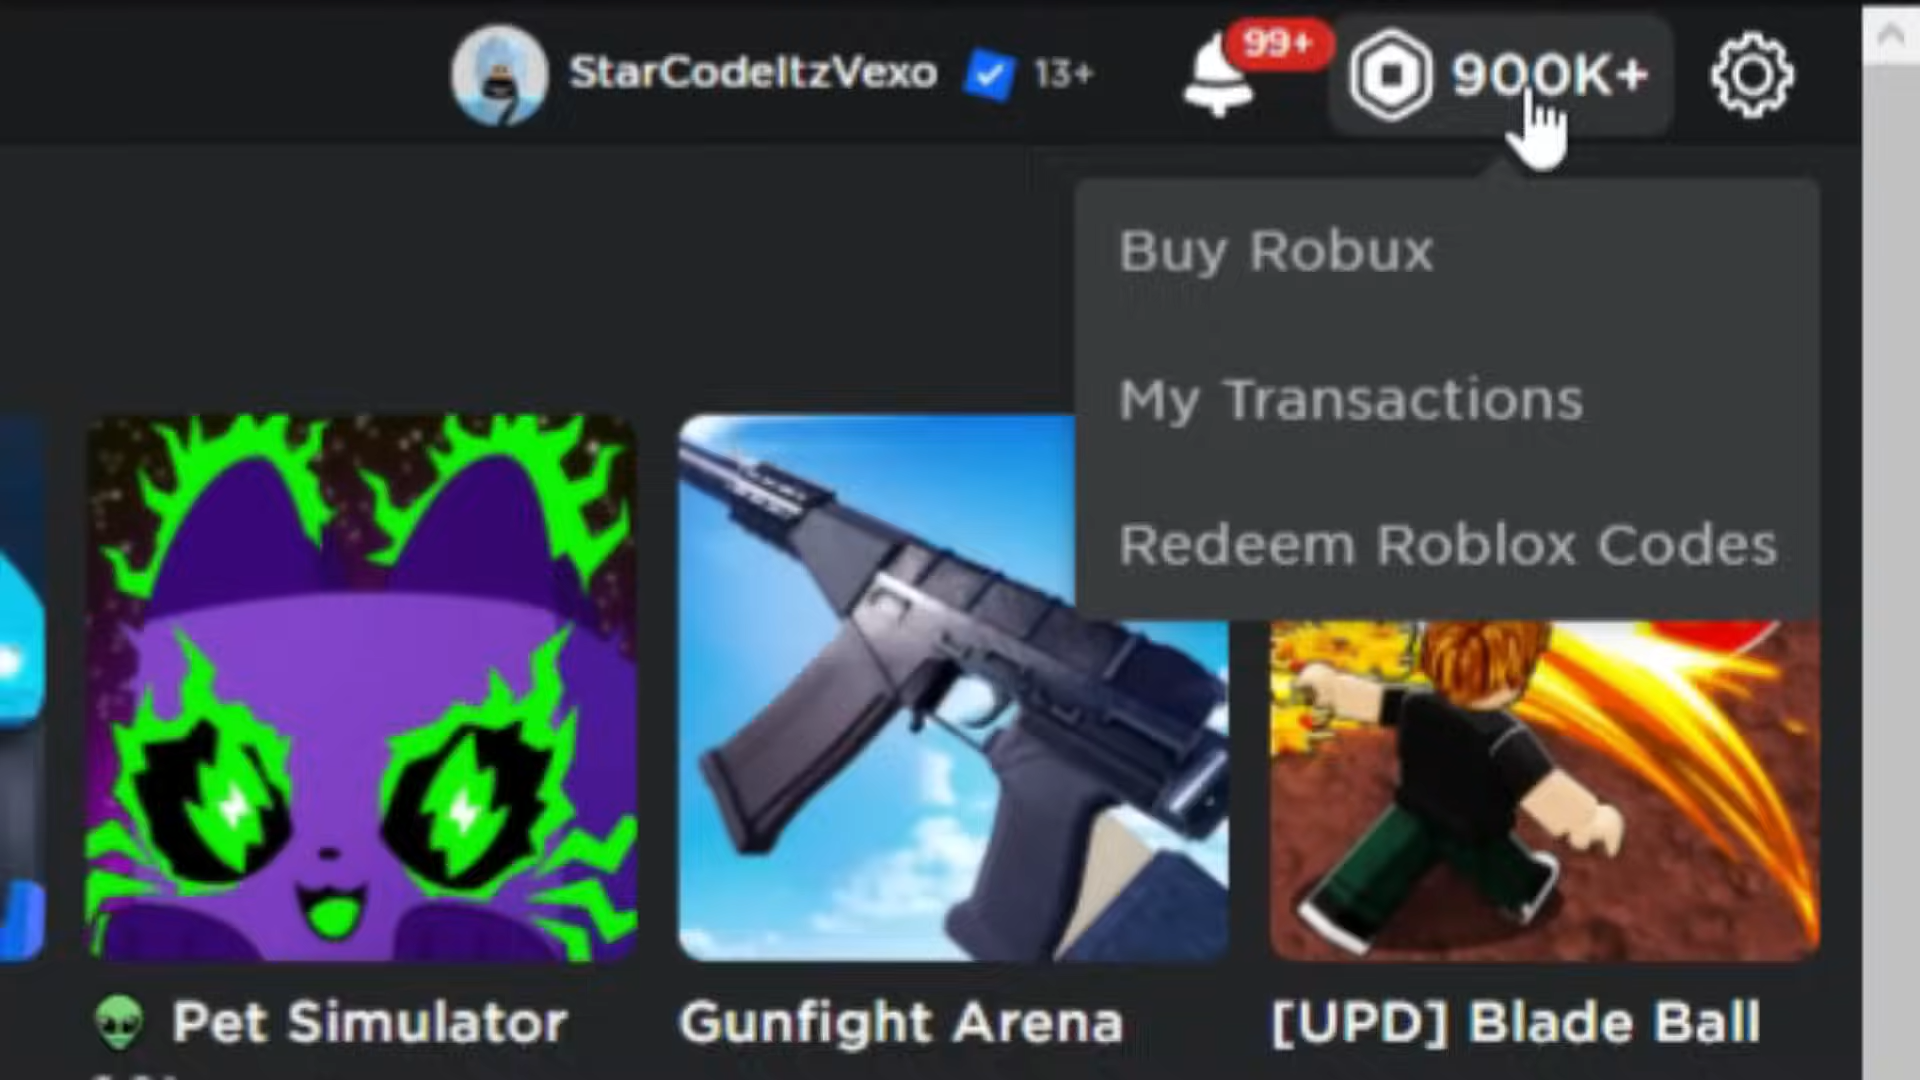 StarCodeItzVexo 13+ 99+ 900K+
Buy Robux
My Transactions
Redeem Roblox Codes
Pet Simulator
Gunfight Arena
[UPD] Blade Ball